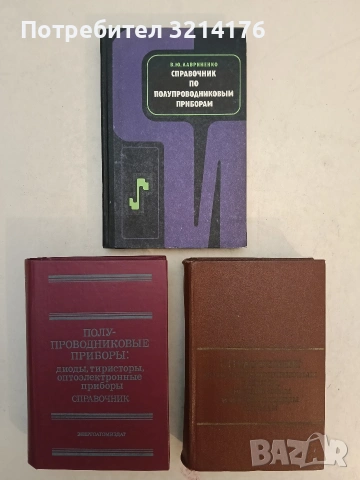 Потребител 3214176
В.Ю. ЛАВРИНЕНКО
СПРАВОЧНИК
ПО
ПОЛУПРОВОДНИКОВЫМ
ПРИБОРАМ
ПОЛУ-
ПРОВОДНИКОВЫЕ
ПРИБОРЫ:
диоды, тиристоры,
оптоэлектронные
приборы
СПРАВОЧНИК
ЭНЕРГОАТОМИЗДАТ
BAZAR